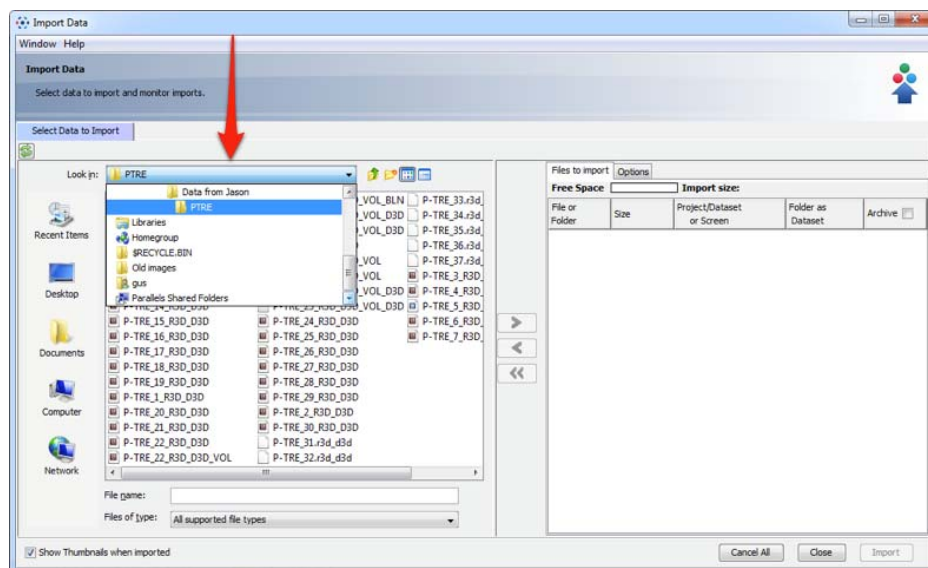 Import Data
Window Help
Import Data
Select data to import and monitor imports.
Select Data to Import
Look in: PTRE
Data from Jason
PTRE
Libraries
Homegroup
$RECYCLE.BIN
Old images
gus
Parallels Shared Folders
Recent Items
Desktop
Documents
Computer
Network
P-TRE_15_R3D_D3D
P-TRE_16_R3D_D3D
P-TRE_17_R3D_D3D
P-TRE_18_R3D_D3D
P-TRE_19_R3D_D3D
P-TRE_1_R3D_D3D
P-TRE_20_R3D_D3D
P-TRE_21_R3D_D3D
P-TRE_22_R3D_D3D
P-TRE_22_R3D_D3D_VOL
_VOL_BLN
_VOL_D3D
_VOL_D3D
_VOL
_VOL
_VOL_D3D
_VOL_D3D
P-TRE_24_R3D_D3D
P-TRE_25_R3D_D3D
P-TRE_26_R3D_D3D
P-TRE_27_R3D_D3D
P-TRE_28_R3D_D3D
P-TRE_29_R3D_D3D
P-TRE_2_R3D_D3D
P-TRE_30_R3D_D3D
P-TRE_31.r3d_d3d
P-TRE_32.r3d_d3d
P-TRE_33.r3d_
P-TRE_34.r3d_
P-TRE_35.r3d_
P-TRE_36.r3d_
P-TRE_37.r3d_
P-TRE_3_R3D_
P-TRE_4_R3D_
P-TRE_5_R3D_
P-TRE_6_R3D_
P-TRE_7_R3D_
File name:
Files of type: All supported file types
Files to import Options
Free Space Import size:
File or Folder
Size
Project/Dataset or Screen
Folder as Dataset
Archive
Show Thumbnails when imported
Cancel All Close Import